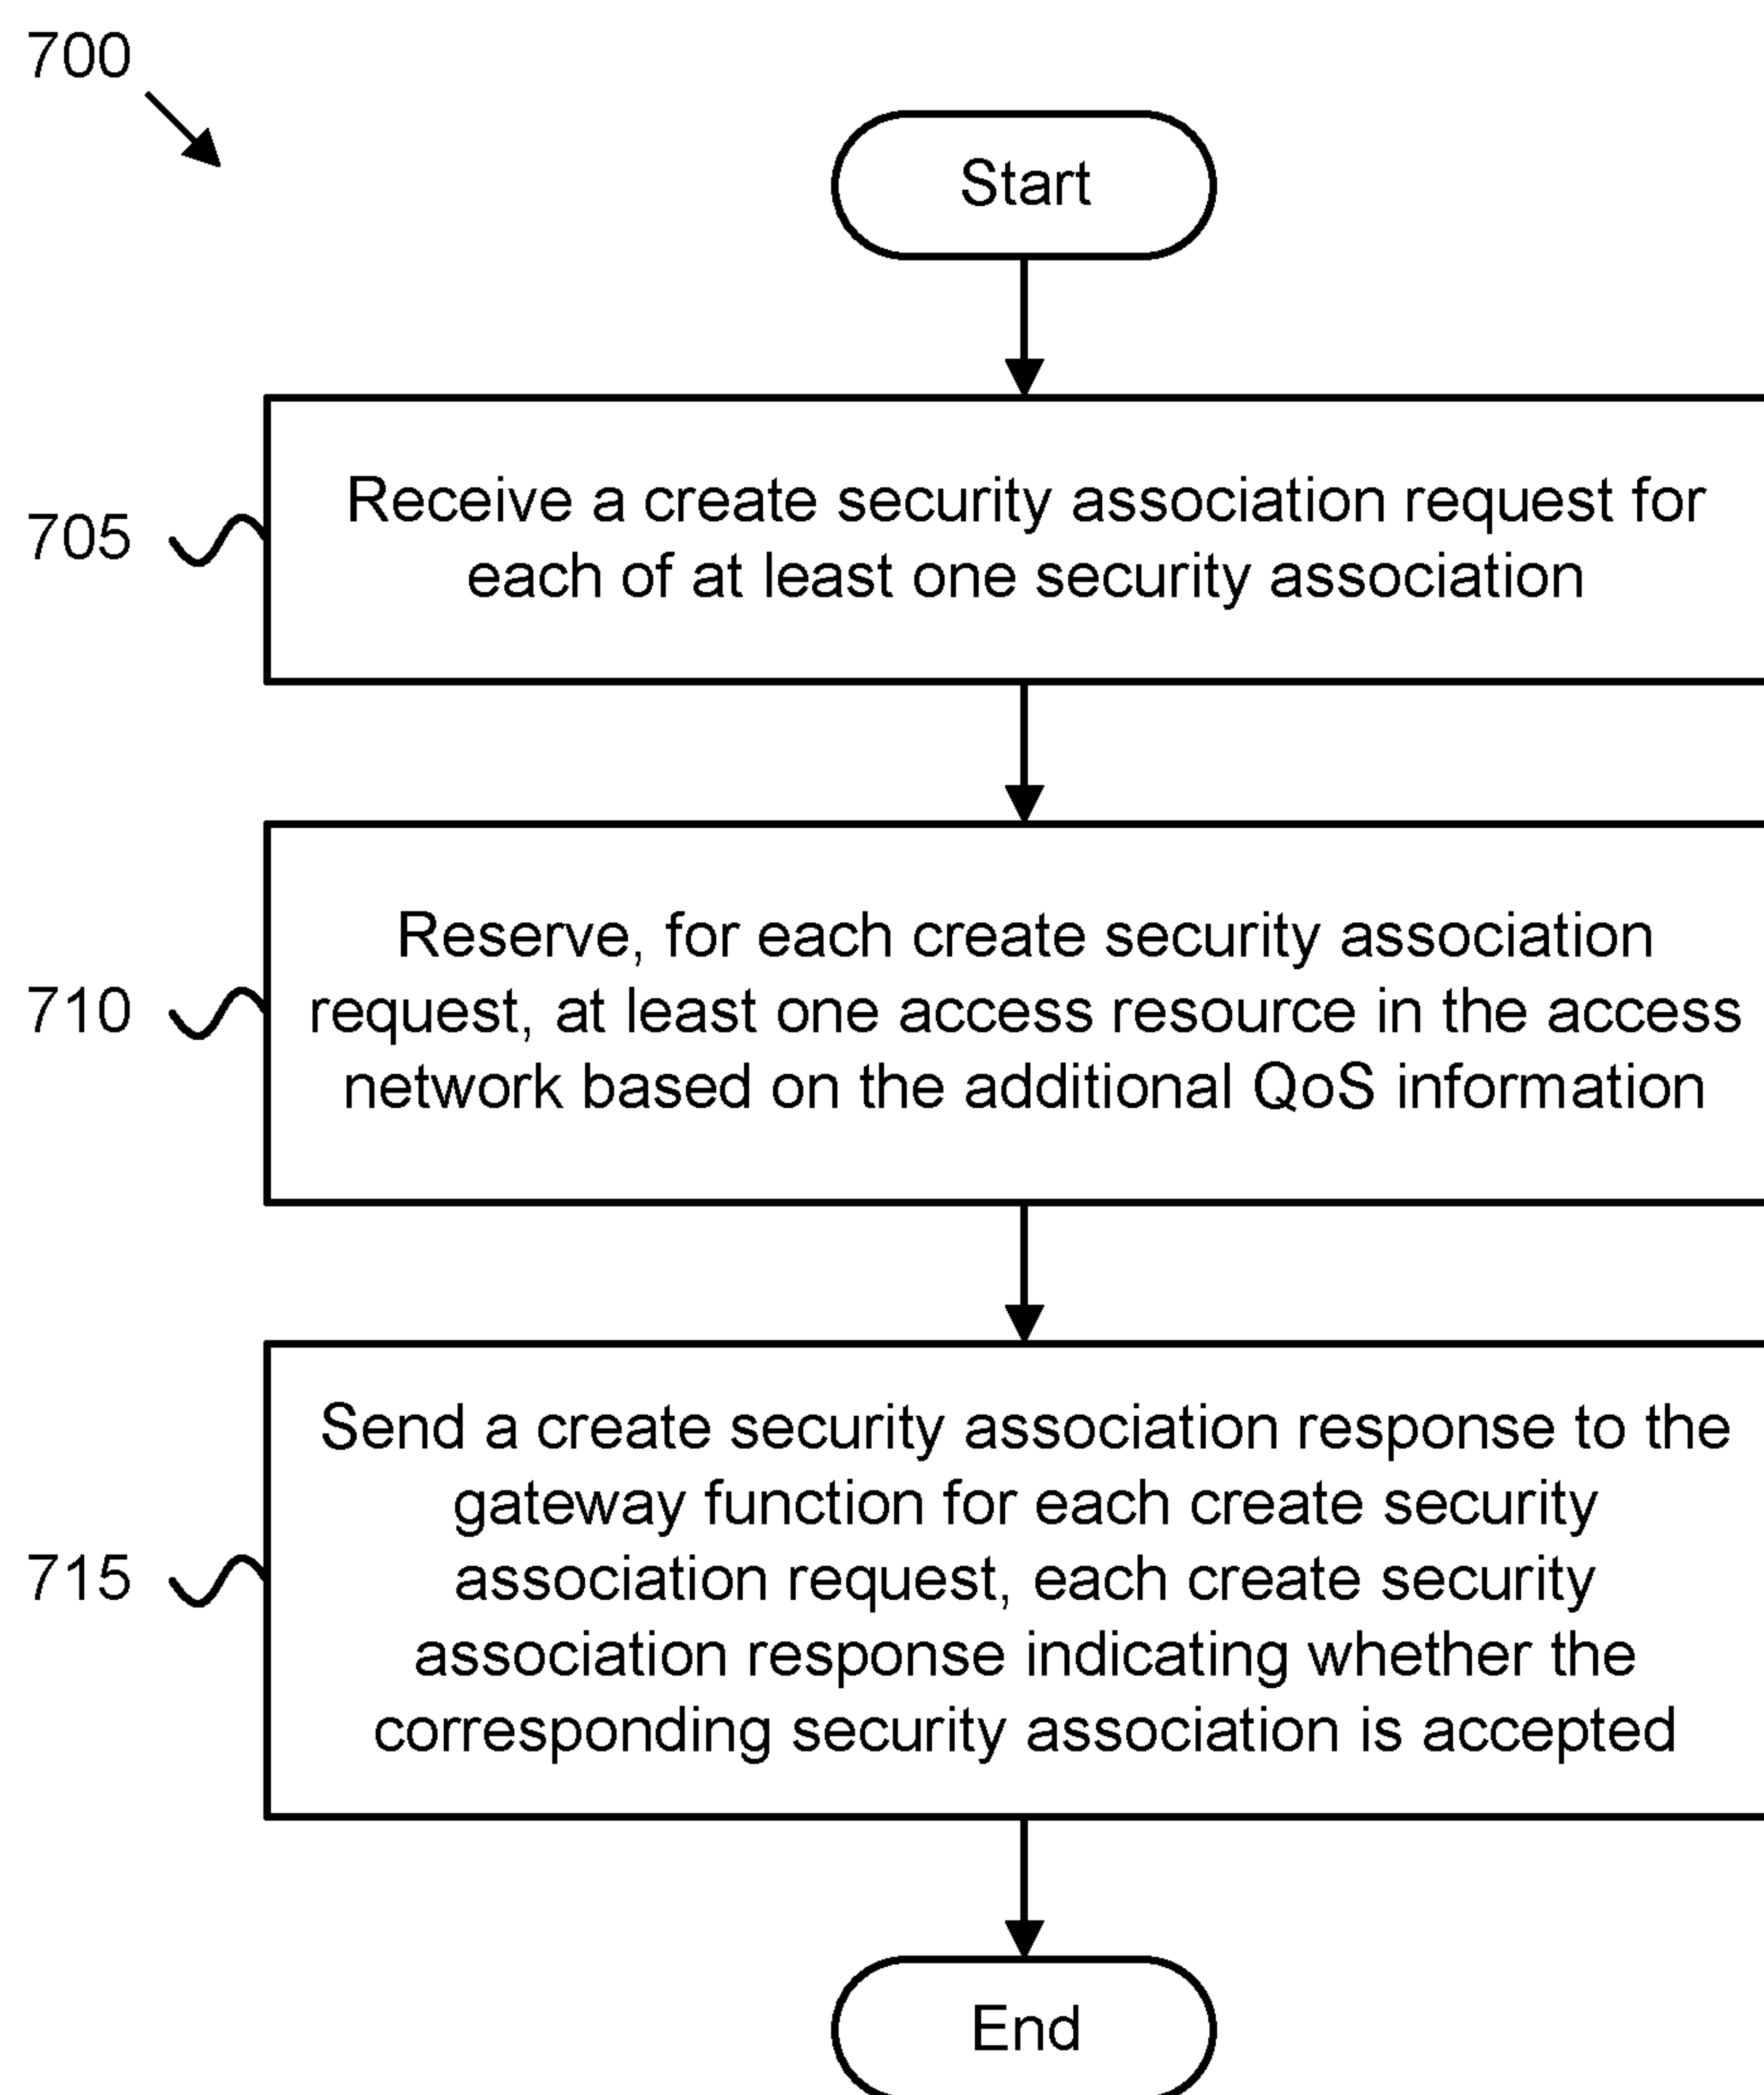 700
Start
705
Receive a create security association request for
each of at least one security association
710
Reserve, for each create security association
request, at least one access resource in the access
network based on the additional QoS information
715
Send a create security association response to the
gateway function for each create security
association request, each create security
association response indicating whether the
corresponding security association is accepted
End